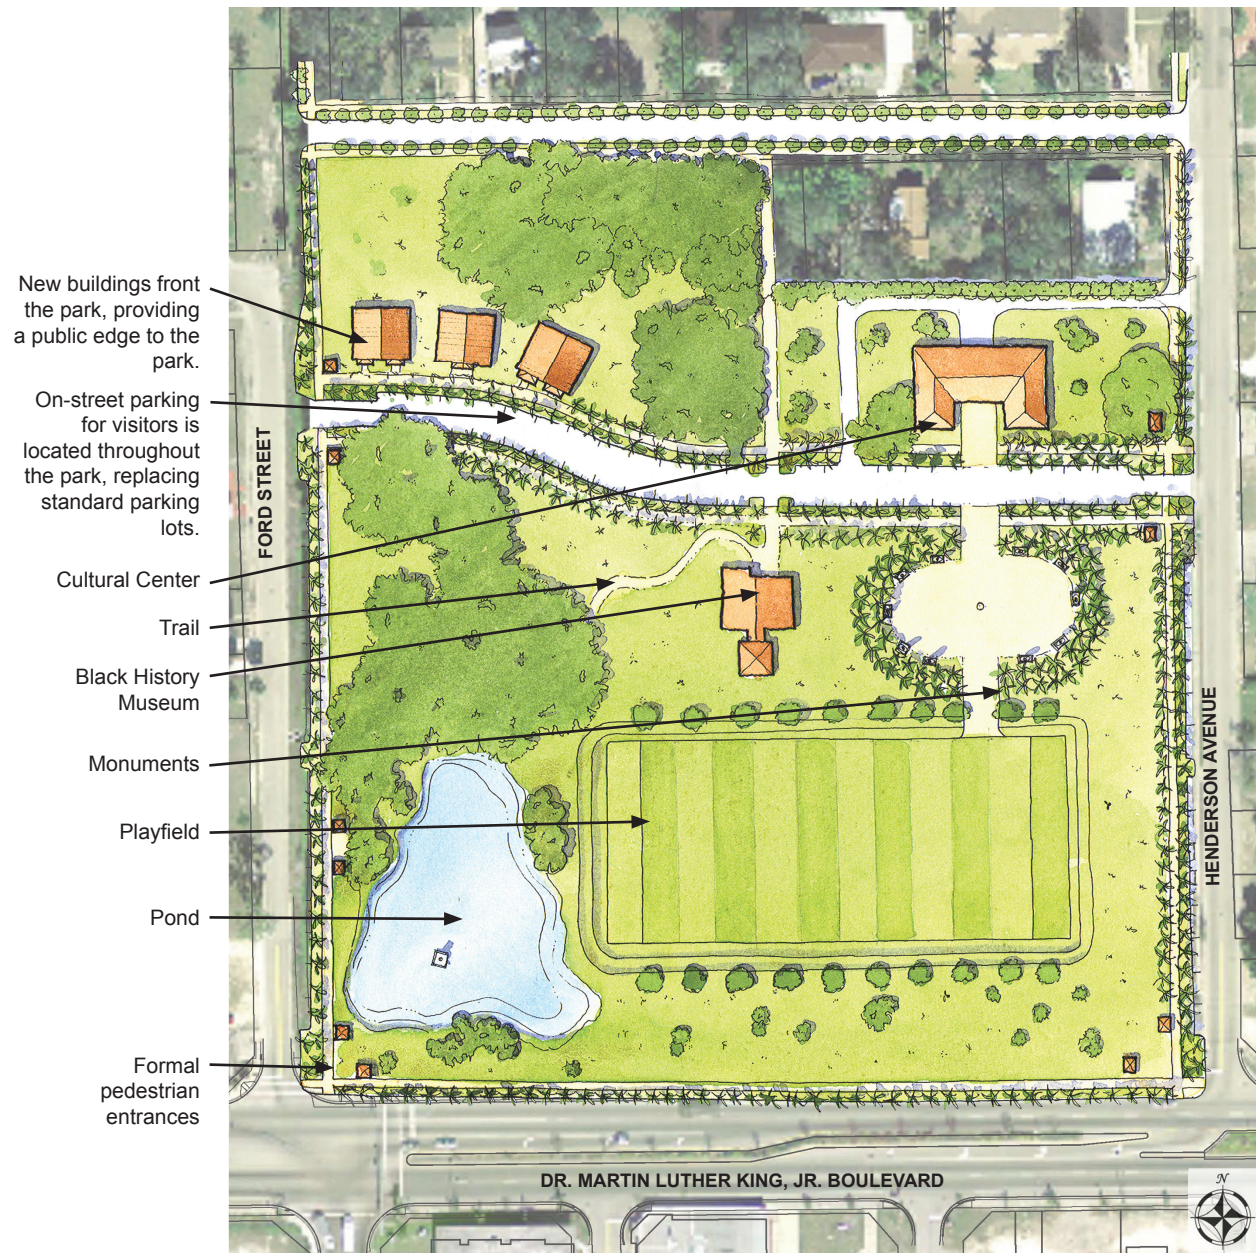 New buildings front
the park, providing
a public edge to the
park.
On-street parking
for visitors is
located throughout
the park, replacing
standard parking
lots.
Cultural Center
Trail
Black History
Museum
Monuments
Playfield
Pond
Formal
pedestrian
entrances
FORD STREET
HENDERSON AVENUE
DR. MARTIN LUTHER KING, JR. BOULEVARD
N